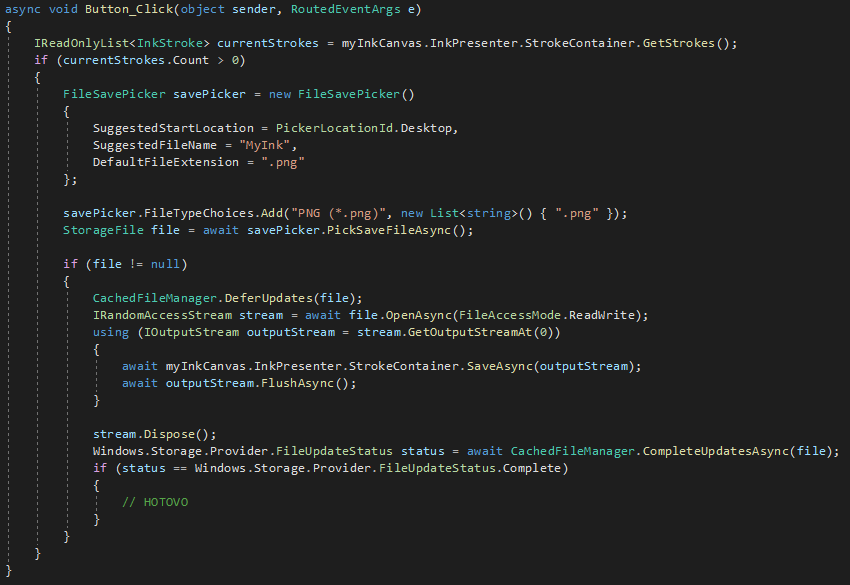 async void Button_Click(object sender, RoutedEventArgs e)
{
    IReadOnlyList<InkStroke> currentStrokes = myInkCanvas.InkPresenter.StrokeContainer.GetStrokes();
    if (currentStrokes.Count > 0)
    {
        FileSavePicker savePicker = new FileSavePicker()
        {
            SuggestedStartLocation = PickerLocationId.Desktop,
            SuggestedFileName = "MyInk",
            DefaultFileExtension = ".png"
        };

        savePicker.FileTypeChoices.Add("PNG (*.png)", new List<string>() { ".png" });
        StorageFile file = await savePicker.PickSaveFileAsync();

        if (file != null)
        {
            CachedFileManager.DeferUpdates(file);
            IRandomAccessStream stream = await file.OpenAsync(FileAccessMode.ReadWrite);
            using (IOutputStream outputStream = stream.GetOutputStreamAt(0))
            {
                await myInkCanvas.InkPresenter.StrokeContainer.SaveAsync(outputStream);
                await outputStream.FlushAsync();
            }

            stream.Dispose();
            Windows.Storage.Provider.FileUpdateStatus status = await CachedFileManager.CompleteUpdatesAsync(file);
            if (status == Windows.Storage.Provider.FileUpdateStatus.Complete)
            {
                // HOTOVO
            }
        }
    }
}